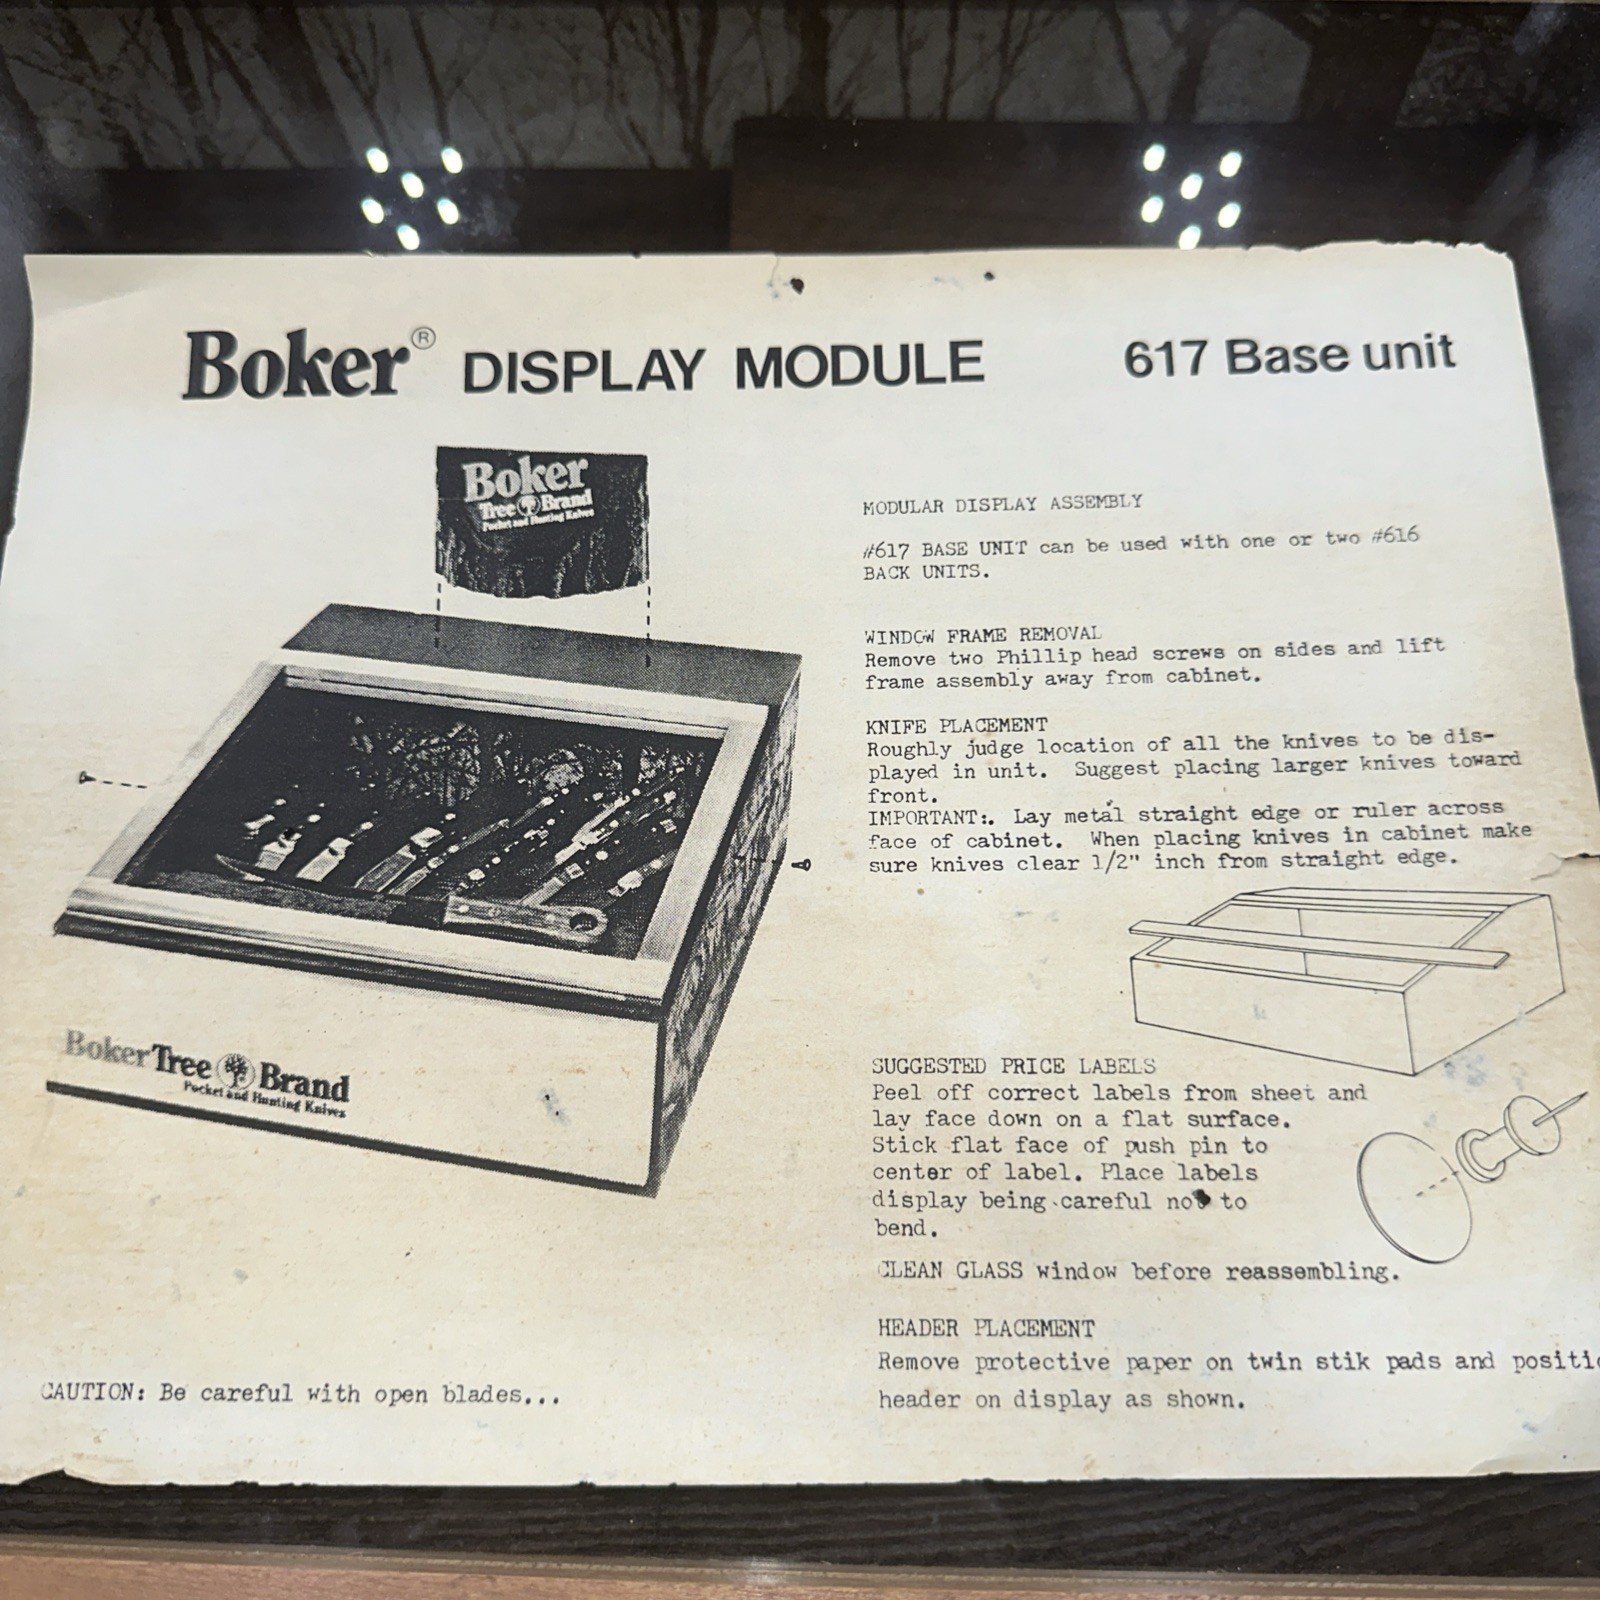 Boker® DISPLAY MODULE 617 Base unit
Boker
Tree Brand
Pocket and Hunting Knives
MODULAR DISPLAY ASSEMBLY
#617 BASE UNIT can be used with one or two #616
BACK UNITS.
WINDOW FRAME REMOVAL
Remove two Phillip head screws on sides and lift
frame assembly away from cabinet.
KNIFE PLACEMENT
Roughly judge location of all the knives to be dis-
played in unit. Suggest placing larger knives toward
front.
IMPORTANT:. Lay metal straight edge or ruler across
face of cabinet. When placing knives in cabinet make
sure knives clear 1/2" inch from straight edge.
Boker Tree Brand
Pocket and Hunting Knives
SUGGESTED PRICE LABELS
Peel off correct labels from sheet and
lay face down on a flat surface.
Stick flat face of push pin to
center of label. Place labels
display being careful not to
bend.
CLEAN GLASS window before reassembling.
HEADER PLACEMENT
Remove protective paper on twin stik pads and positio
header on display as shown.
CAUTION: Be careful with open blades...